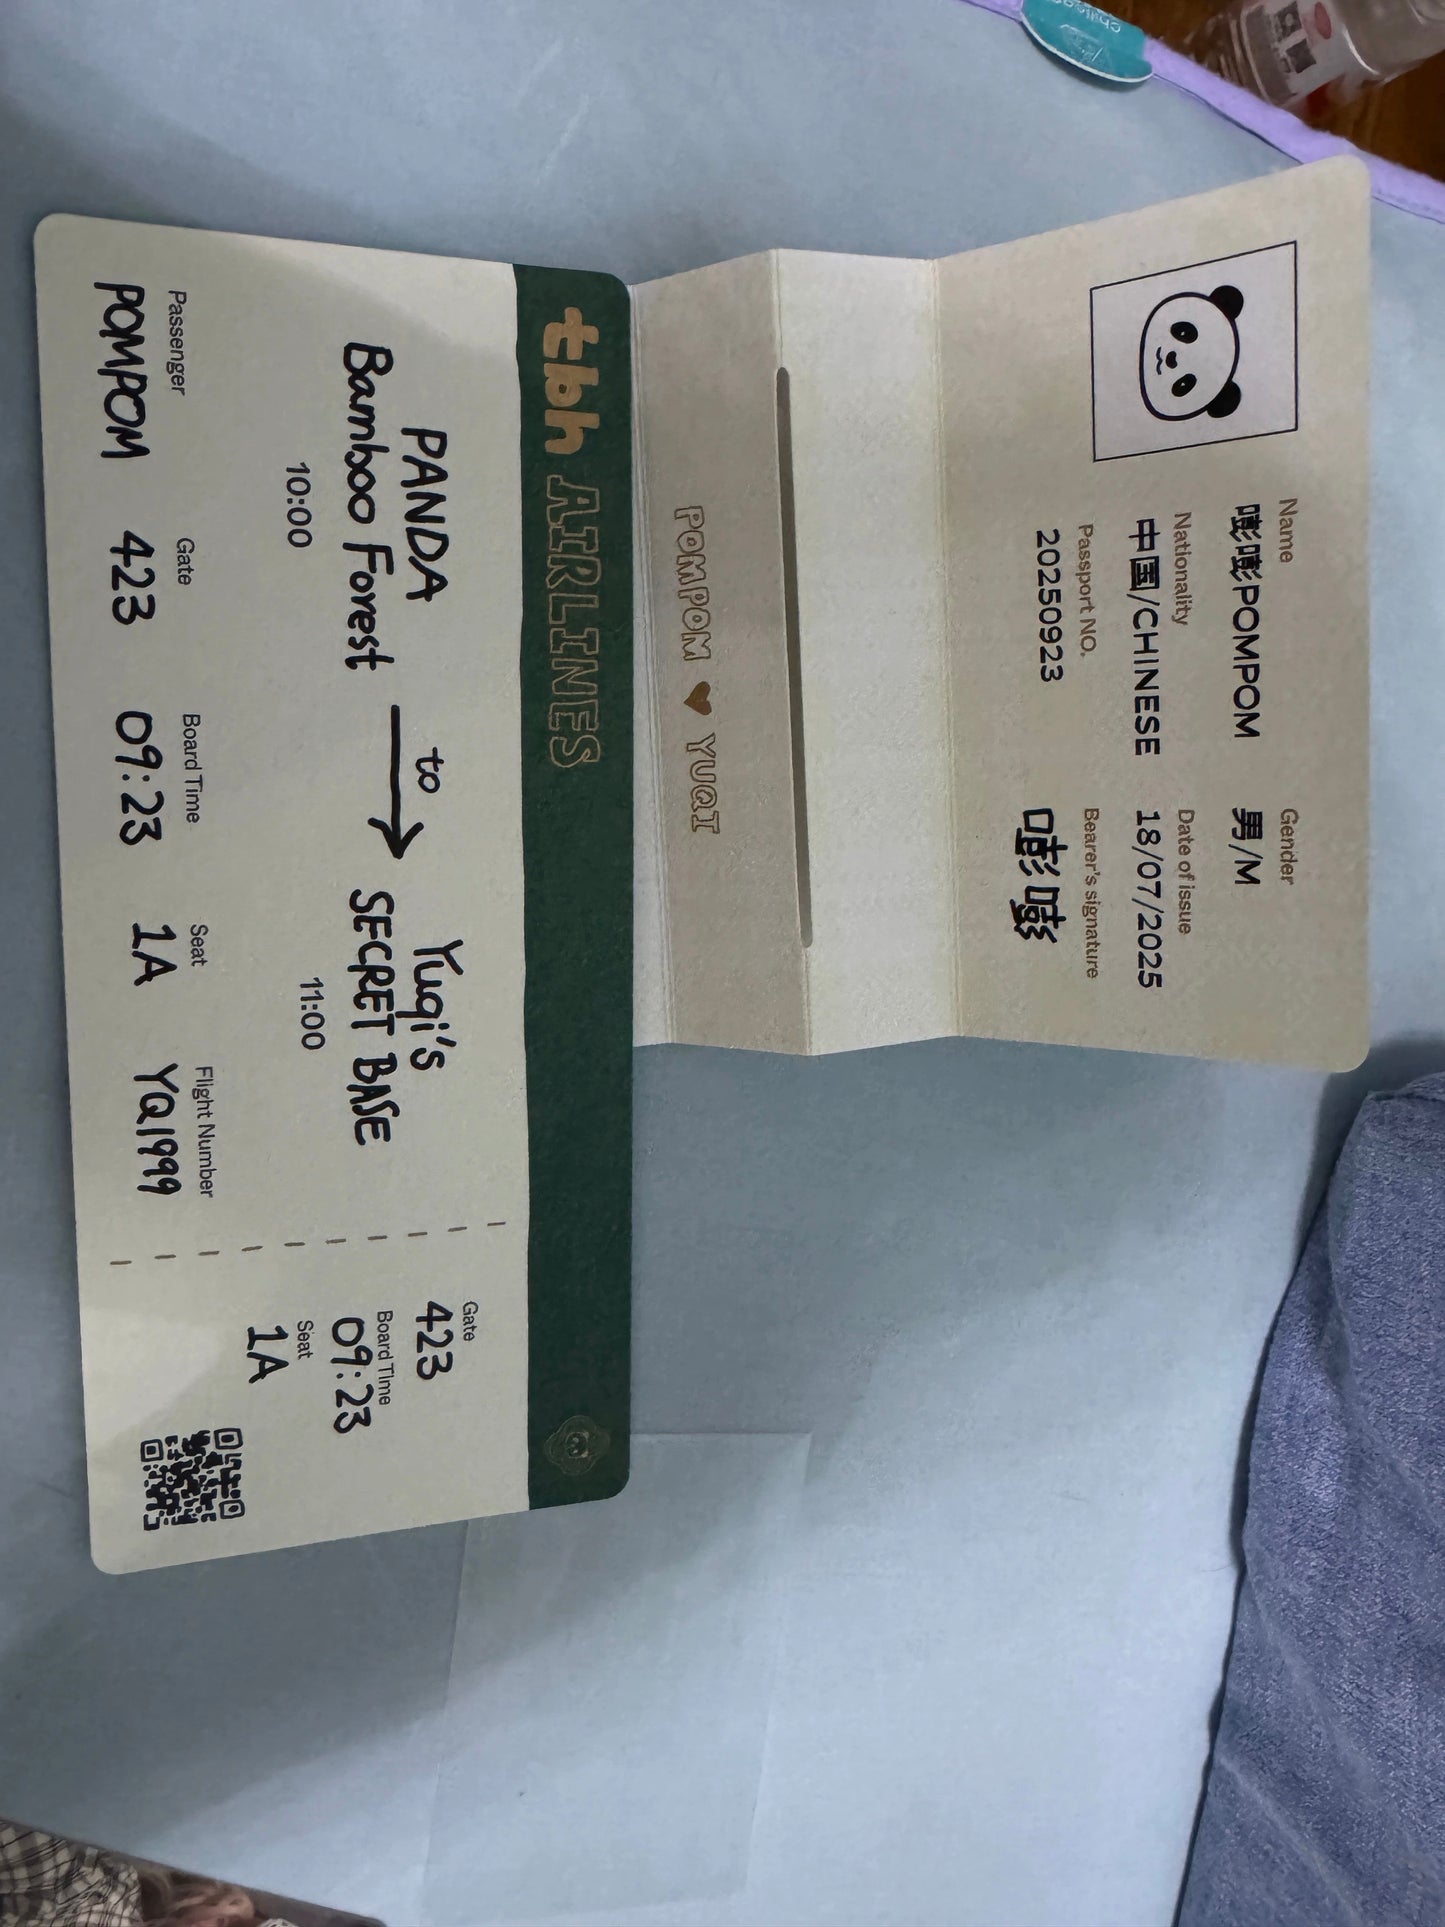 Name
嘭嘭POMPOM
Gender
男/M
Nationality
中国/CHINESE
Date of issue
18/07/2025
Passport NO.
20250923
Bearer's signature
嘭嘭
POMPOM ♥ YUQI
tbh AIRLINES
PANDA
Bamboo Forest
10:00
to
Yuqi's
SECRET BASE
11:00
Passenger
POMPOM
Gate
423
Board Time
09:23
Seat
1A
Flight Number
YQ1999
Gate
423
Board Time
09:23
Seat
1A